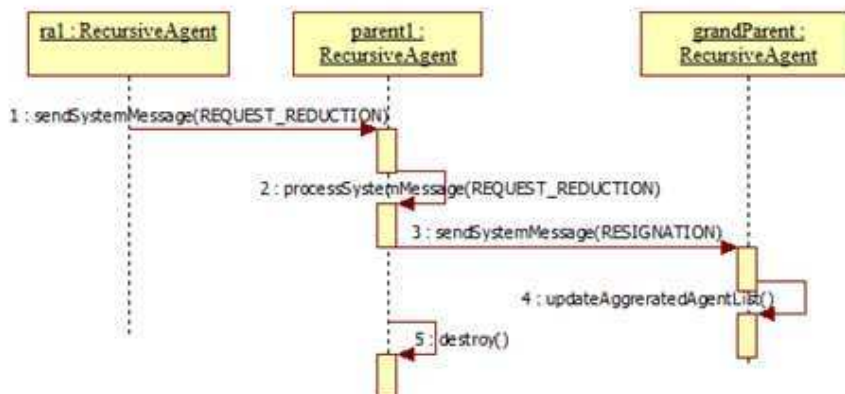 ra1 : RecursiveAgent
parent1 :
RecursiveAgent
grandParent :
RecursiveAgent
1 : sendSystemMessage(REQUEST_REDUCTION)
2 : processSystemMessage(REQUEST_REDUCTION)
3 : sendSystemMessage(RESIGNATION)
4 : updateAggreratedAgentList()
5 : destroy()